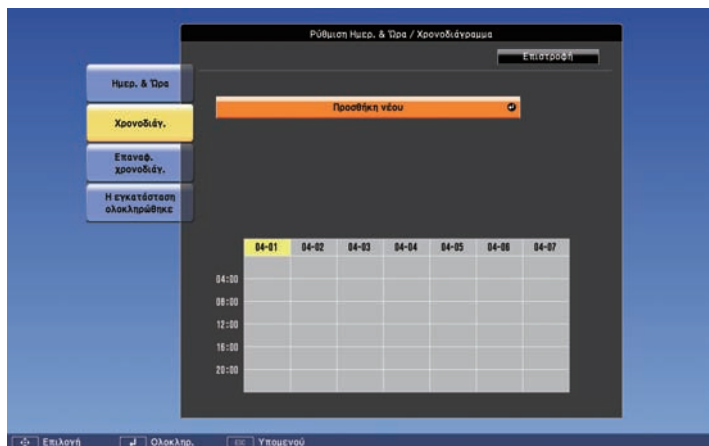 Ρύθμιση Ημερ. & Ώρα / Χρονοδιάγραμμα
Επιστροφή
Ημερ. & Ώρα
Χρονοδιάγ.
Επαναφ.
χρονοδιάγ.
Η εγκατάσταση
ολοκληρώθηκε
Προσθήκη νέου
04-01 04-02 04-03 04-04 04-05 04-06 04-07
04:00
08:00
12:00
16:00
20:00
Επιλογή Ολοκληρ. Esc Υπομενού